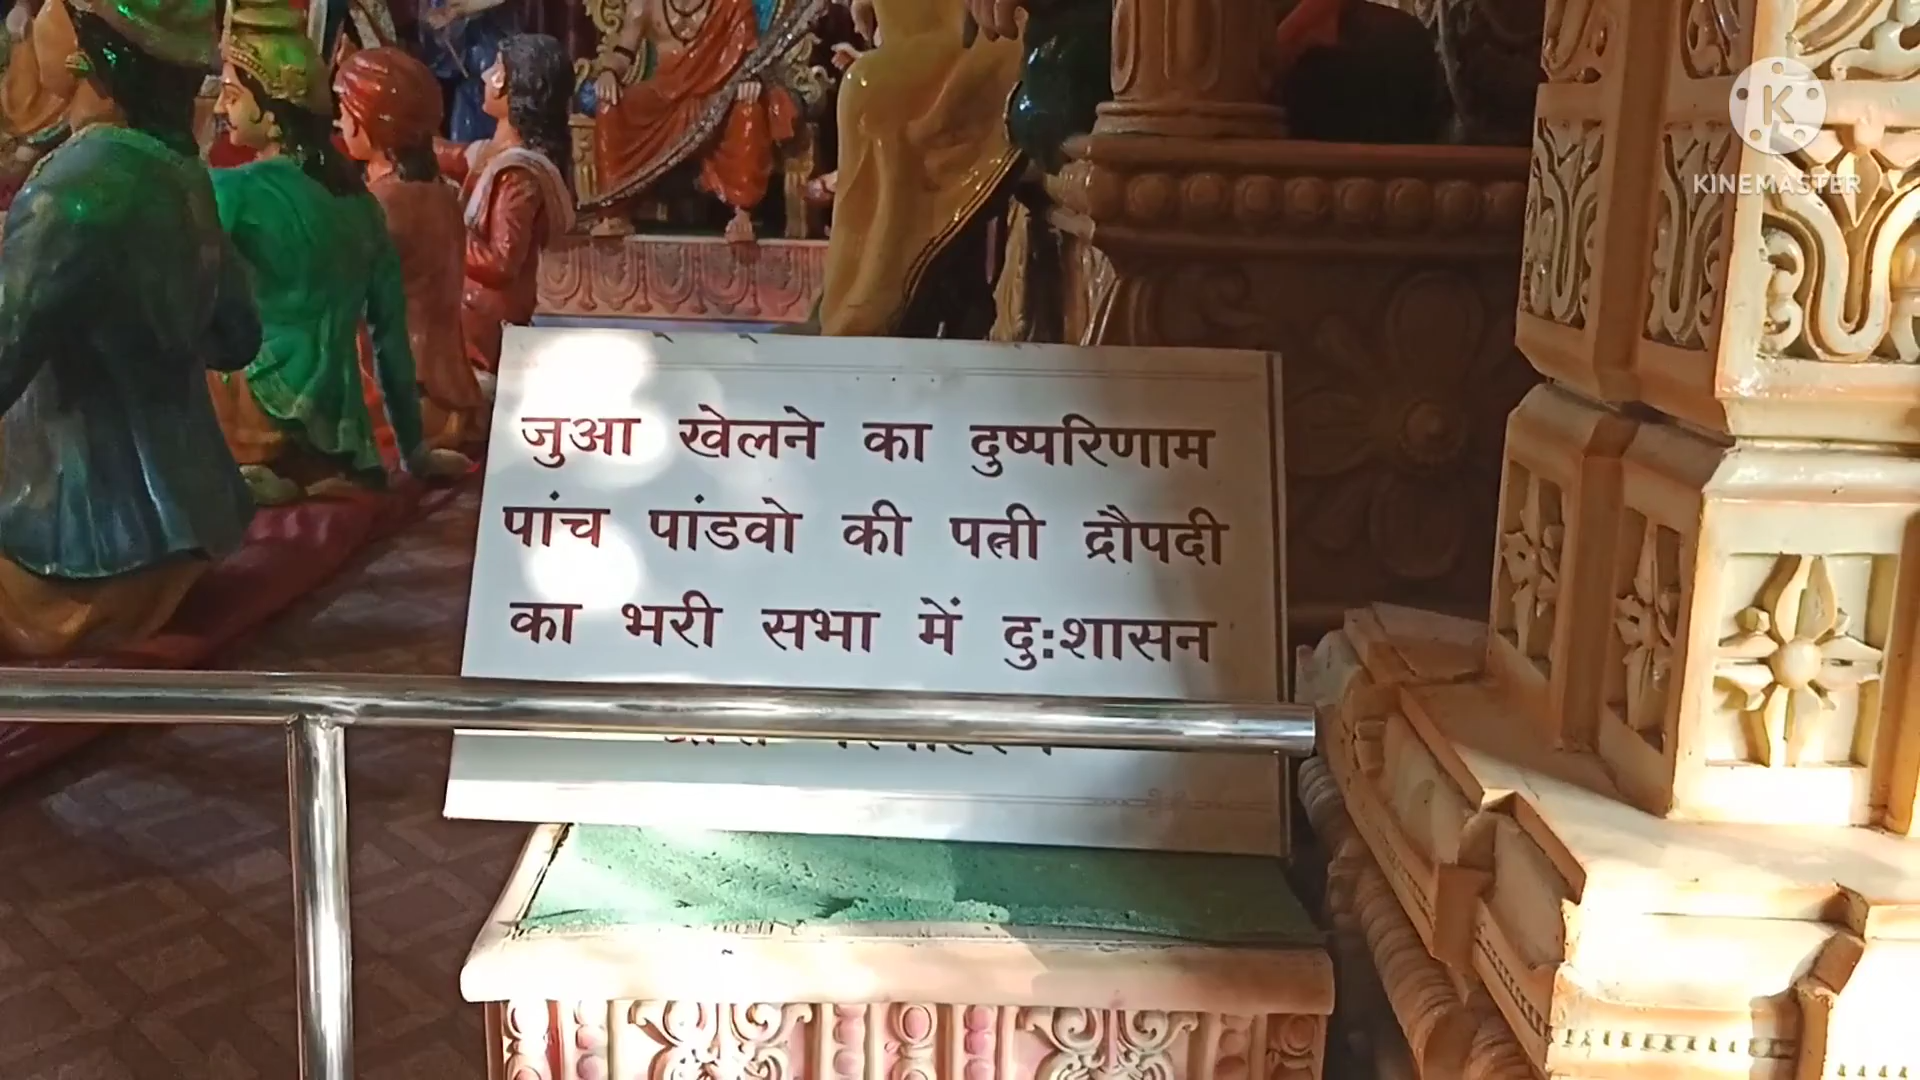 K
KINEMASTER
जुआ खेलने का दुष्परिणाम
पांच पांडवो की पत्नी द्रौपदी
का भरी सभा में दु:शासन